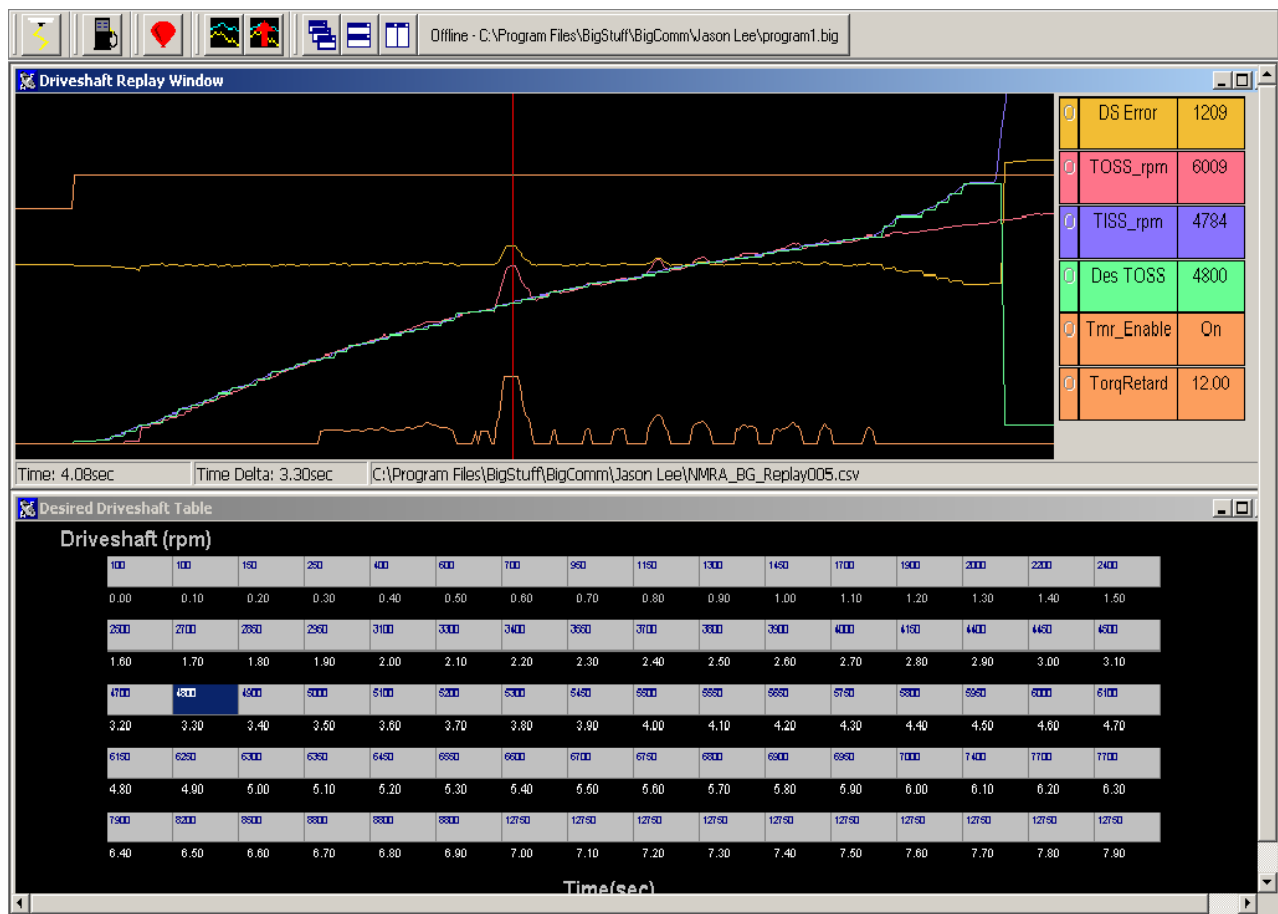 Offline - C:\Program Files\BigStuff\BigComm\Jason Lee\program1.big
Driveshaft Replay Window
DS Error 1209
TOSS_rpm 6009
TISS_rpm 4784
Des TOSS 4800
Tmr_Enable On
TorqRetard 12.00
Time: 4.08sec Time Delta: 3.30sec C:\Program Files\BigStuff\BigComm\Jason Lee\NMRA_BG_Replay005.csv
Desired Driveshaft Table
Driveshaft (rpm)
100 100 150 250 400 600 700 950 1150 1300 1450 1700 1900 2000 2200 2400
0.00 0.10 0.20 0.30 0.40 0.50 0.60 0.70 0.80 0.90 1.00 1.10 1.20 1.30 1.40 1.50
2500 2700 2850 2950 3100 3300 3400 3550 3700 3800 3900 4000 4150 4400 4450 4500
1.60 1.70 1.80 1.90 2.00 2.10 2.20 2.30 2.40 2.50 2.60 2.70 2.80 2.90 3.00 3.10
4700 4800 4900 5000 5100 5200 5300 5450 5500 5550 5650 5750 5800 5950 6000 6100
3.20 3.30 3.40 3.50 3.60 3.70 3.80 3.90 4.00 4.10 4.20 4.30 4.40 4.50 4.60 4.70
6150 6250 6300 6350 6450 6550 6600 6700 6750 6800 6900 6950 7000 7400 7700 7700
4.80 4.90 5.00 5.10 5.20 5.30 5.40 5.50 5.60 5.70 5.80 5.90 6.00 6.10 6.20 6.30
7900 8200 8500 8800 8800 8800 12750 12750 12750 12750 12750 12750 12750 12750 12750 12750
6.40 6.50 6.60 6.70 6.80 6.90 7.00 7.10 7.20 7.30 7.40 7.50 7.60 7.70 7.80 7.90
Time(sec)